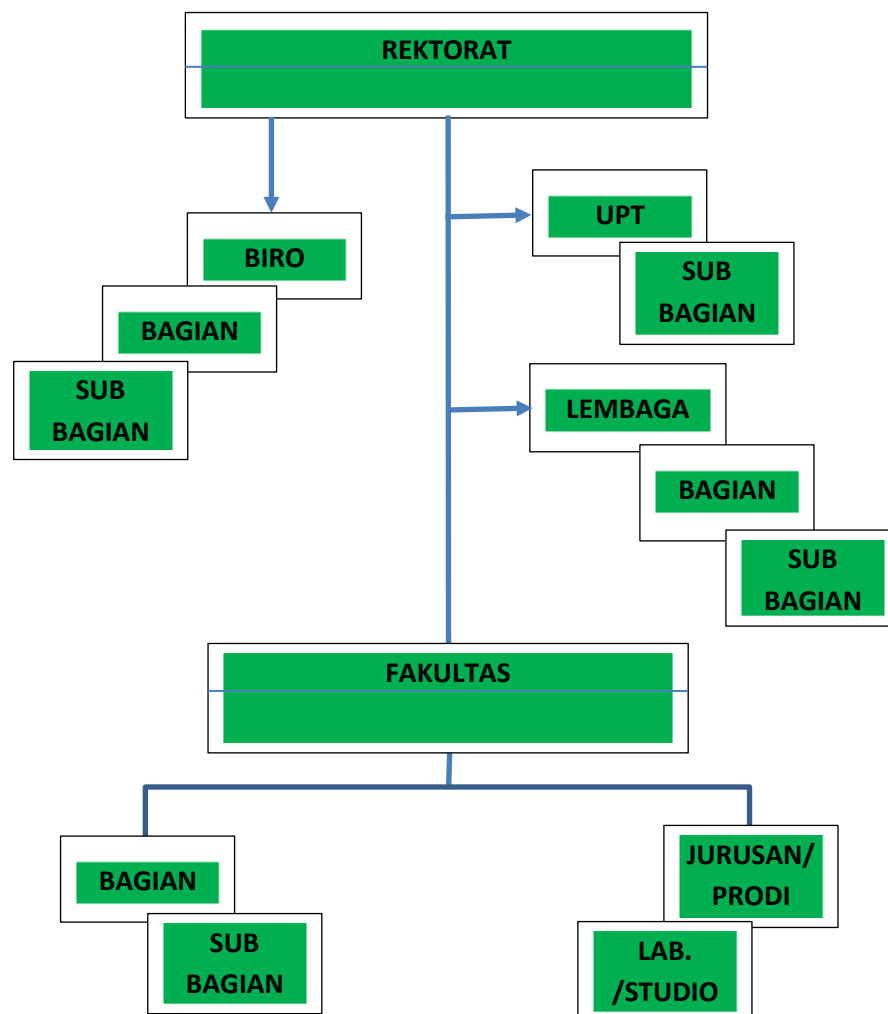 REKTORAT
UPT
SUB
BAGIAN
BIRO
BAGIAN
SUB
BAGIAN
LEMBAGA
BAGIAN
SUB
BAGIAN
FAKULTAS
BAGIAN
SUB
BAGIAN
JURUSAN/
PRODI
LAB.
/STUDIO